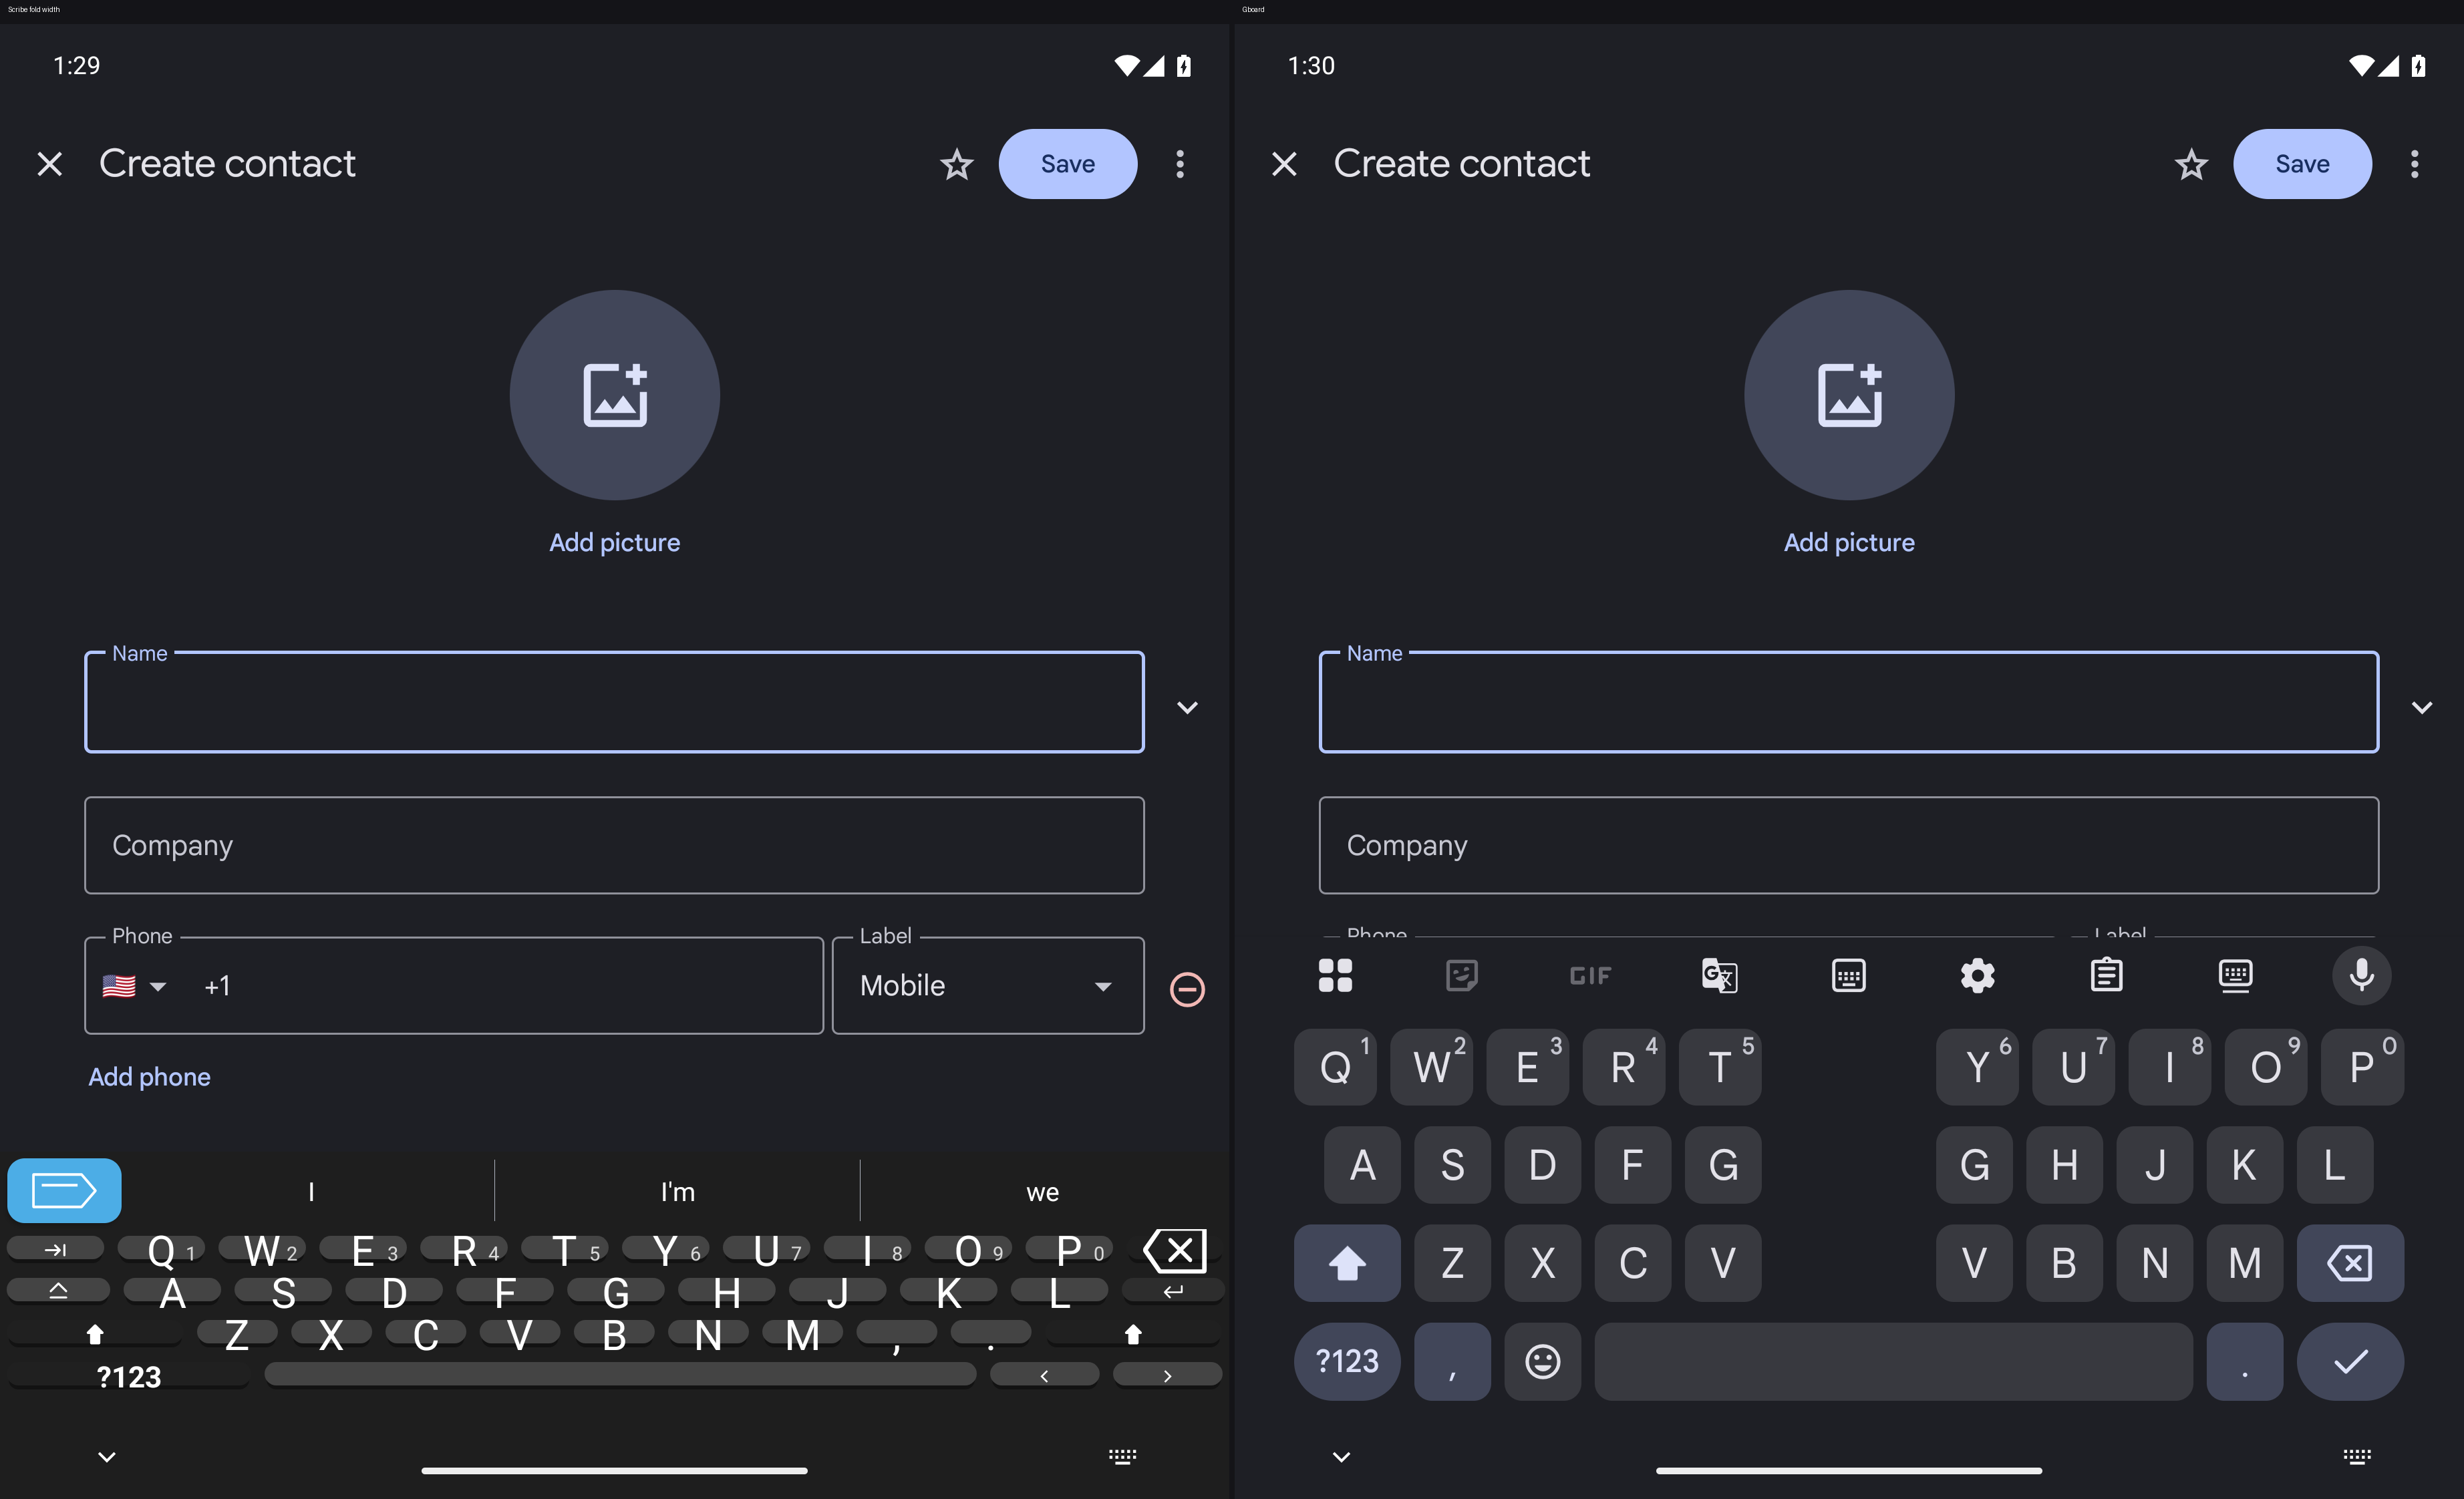 Scribe fold width
1:29
Create contact
Save
Add picture
Name
Company
Phone
Label
+1
Mobile
Add phone
I
I'm
we
Q 1 W 2 E 3 R 4 T 5 Y 6 U 7 I 8 O 9 P 0
A S D F G H J K L
Z X C V B N M , .
?123 < >
Gboard
1:30
Create contact
Save
Add picture
Name
Company
Phone
Label
GIF
G
Q 1 W 2 E 3 R 4 T 5 Y 6 U 7 I 8 O 9 P 0
A S D F G G H J K L
Z X C V V B N M
?123 , .